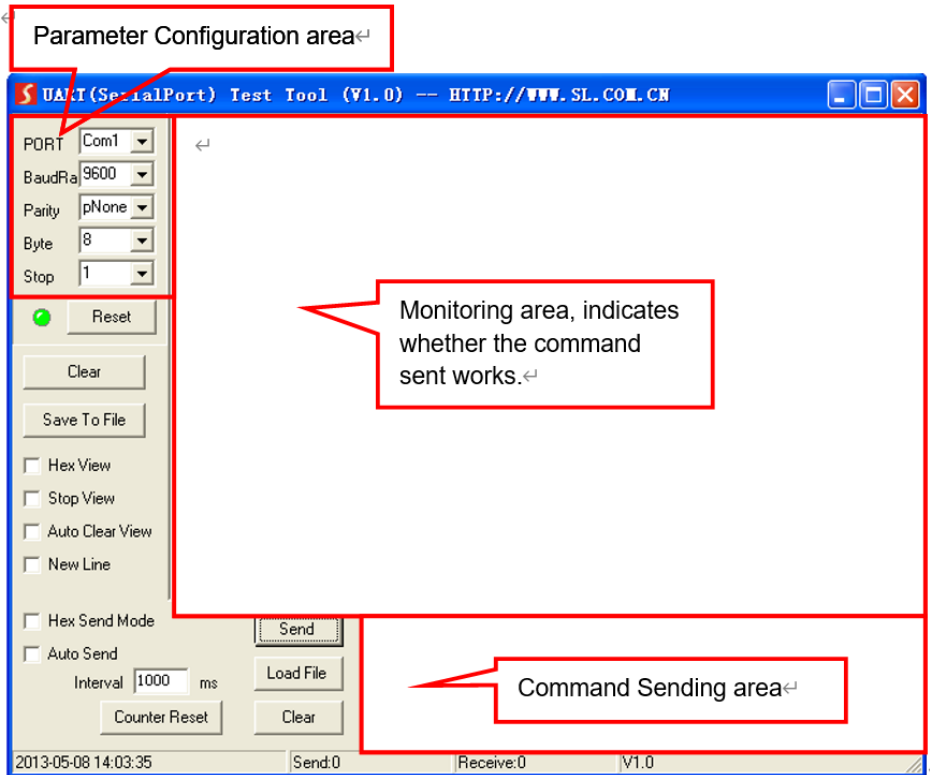 Parameter Configuration area
UART(SerialPort) Test Tool (V1.0) -- HTTP://WWW.SL.COM.CN
PORT Com1
BaudRa 9600
Parity pNone
Byte 8
Stop 1
Reset
Monitoring area, indicates
whether the command
sent works.
Clear
Save To File
Hex View
Stop View
Auto Clear View
New Line
Hex Send Mode
Send
Auto Send
Interval 1000 ms
Load File
Command Sending area
Counter Reset
Clear
2013-05-08 14:03:35 Send:0 Receive:0 V1.0